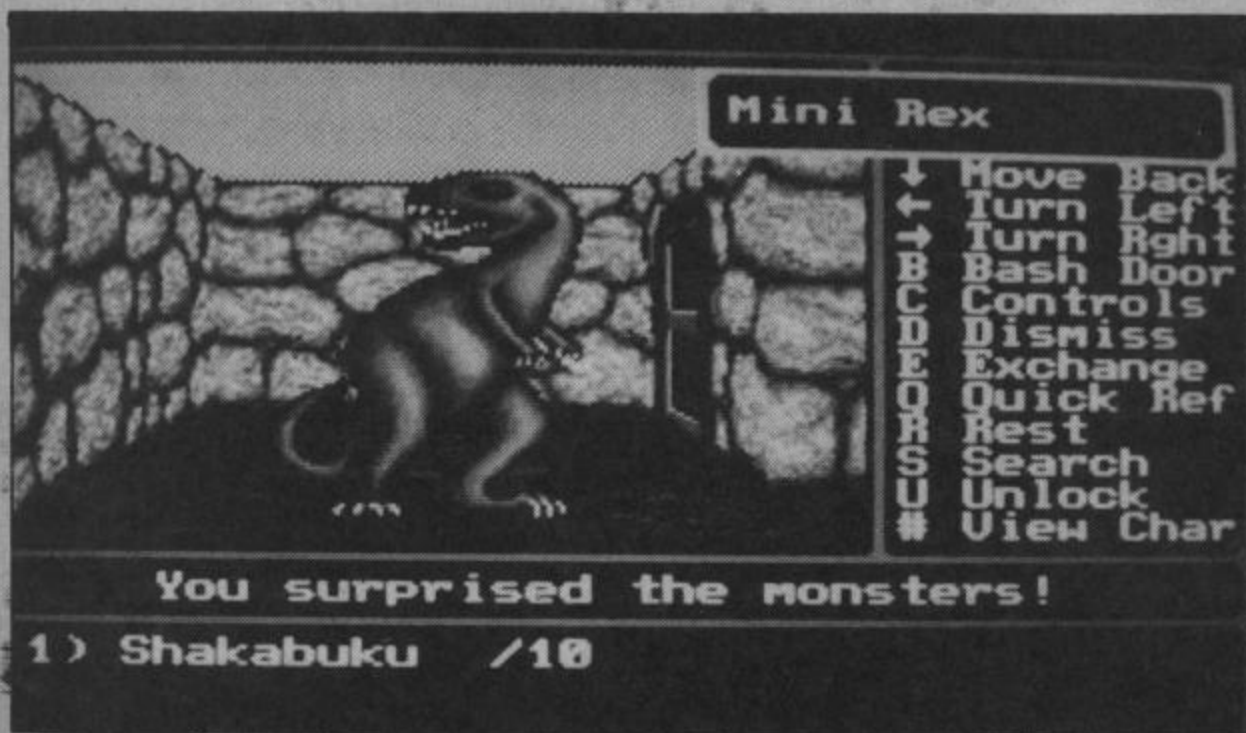 Mini Rex
↓ Move Back
← Turn Left
→ Turn Rght
B Bash Door
C Controls
D Dismiss
E Exchange
Q Quick Ref
R Rest
S Search
U Unlock
# View Char
You surprised the monsters!
1) Shakabuku /10